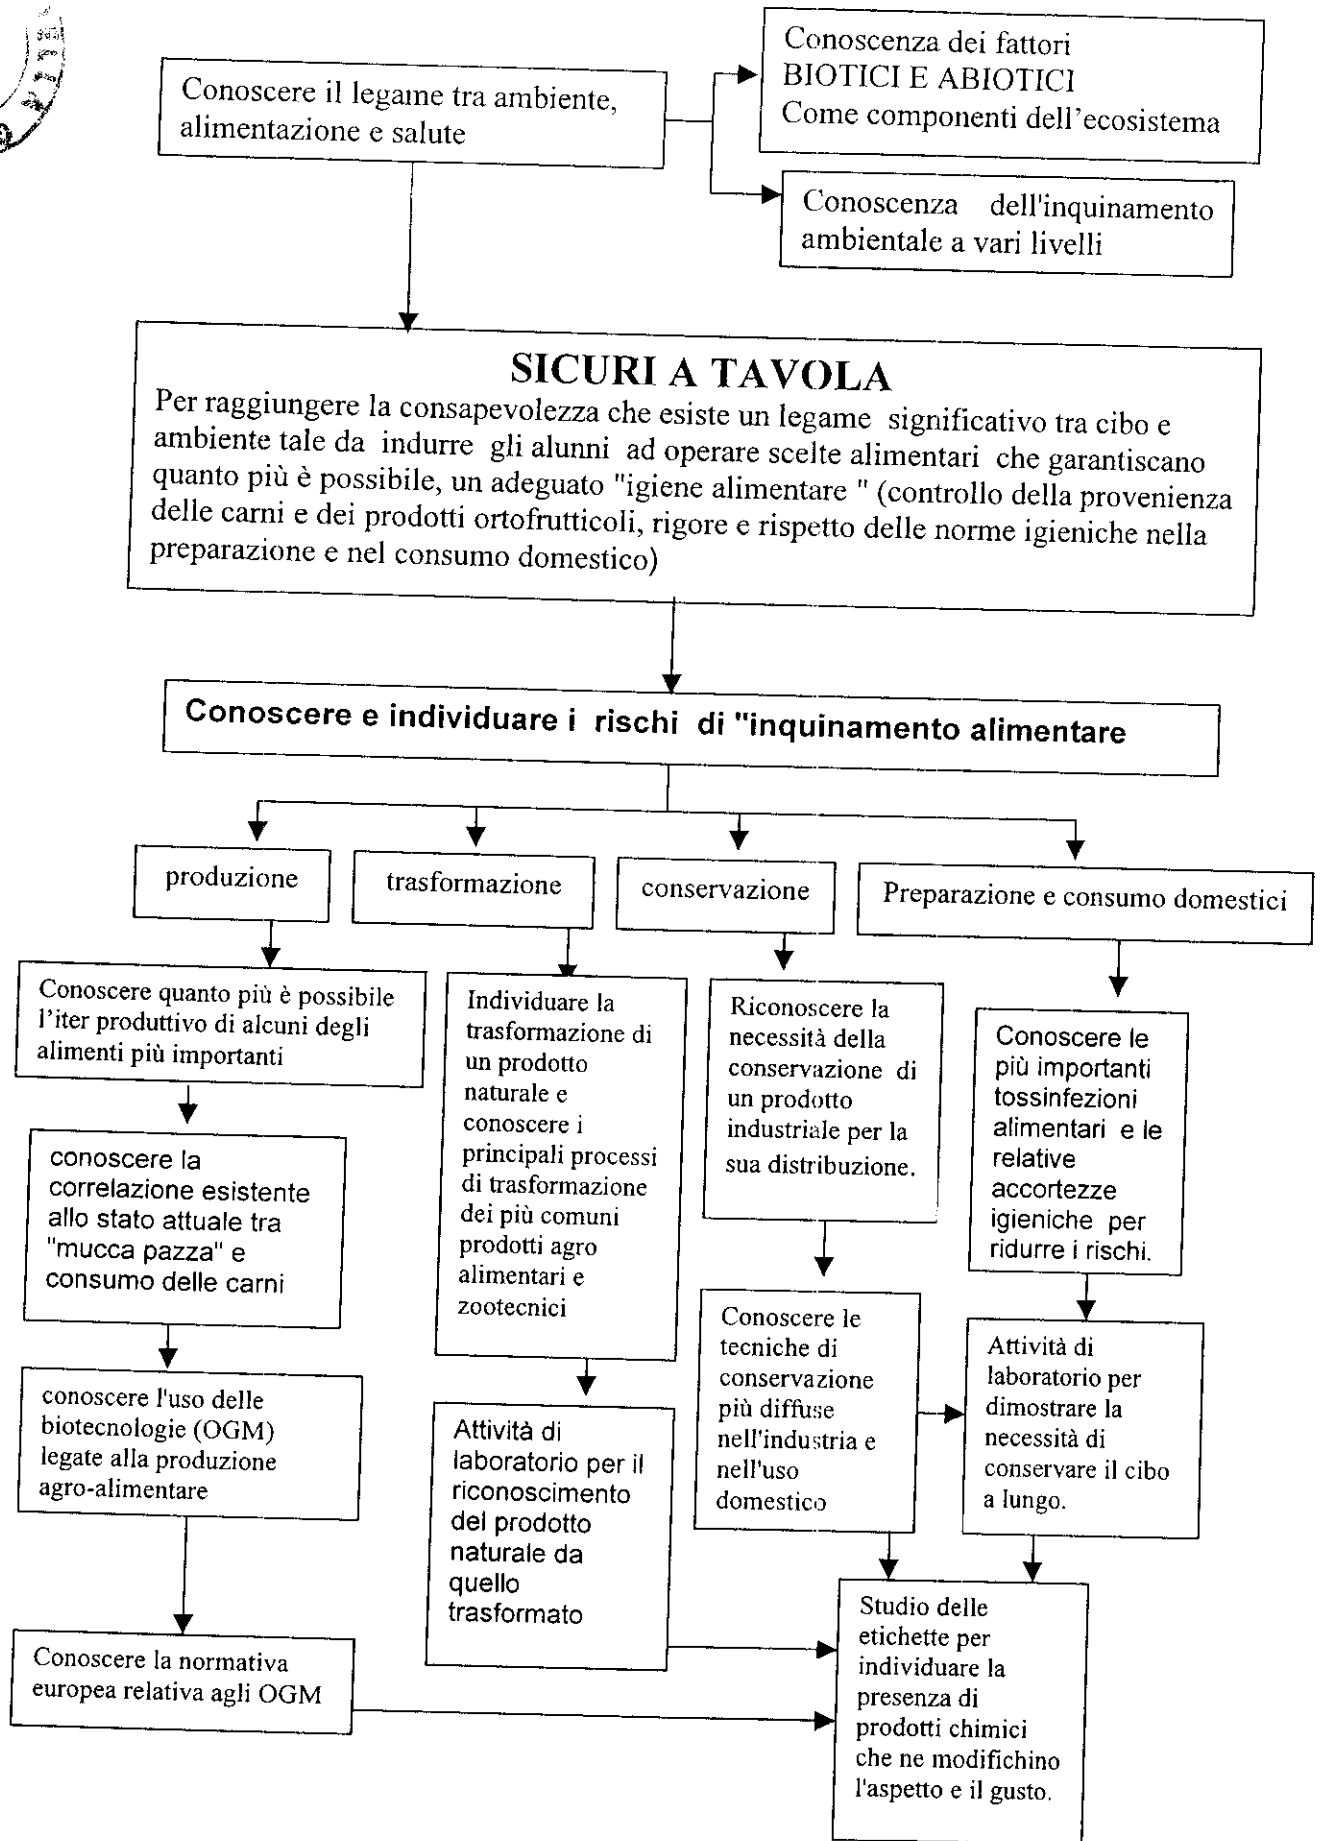 Conoscere il legame tra ambiente,
alimentazione e salute
Conoscenza dei fattori
BIOTICI E ABIOTICI
Come componenti dell'ecosistema
Conoscenza dell'inquinamento
ambientale a vari livelli
SICURI A TAVOLA
Per raggiungere la consapevolezza che esiste un legame significativo tra cibo e
ambiente tale da indurre gli alunni ad operare scelte alimentari che garantiscano
quanto più è possibile, un adeguato "igiene alimentare " (controllo della provenienza
delle carni e dei prodotti ortofrutticoli, rigore e rispetto delle norme igieniche nella
preparazione e nel consumo domestico)
Conoscere e individuare i rischi di "inquinamento alimentare
produzione
trasformazione
conservazione
Preparazione e consumo domestici
Conoscere quanto più è possibile
l'iter produttivo di alcuni degli
alimenti più importanti
conoscere la
correlazione esistente
allo stato attuale tra
"mucca pazza" e
consumo delle carni
conoscere l'uso delle
biotecnologie (OGM)
legate alla produzione
agro-alimentare
Conoscere la normativa
europea relativa agli OGM
Individuare la
trasformazione di
un prodotto
naturale e
conoscere i
principali processi
di trasformazione
dei più comuni
prodotti agro
alimentari e
zootecnici
Attività di
laboratorio per il
riconoscimento
del prodotto
naturale da
quello
trasformato
Riconoscere la
necessità della
conservazione di
un prodotto
industriale per la
sua distribuzione.
Conoscere le
tecniche di
conservazione
più diffuse
nell'industria e
nell'uso
domestico
Conoscere le
più importanti
tossinfezioni
alimentari e le
relative
accortezze
igieniche per
ridurre i rischi.
Attività di
laboratorio per
dimostrare la
necessità di
conservare il cibo
a lungo.
Studio delle
etichette per
individuare la
presenza di
prodotti chimici
che ne modifichino
l'aspetto e il gusto.